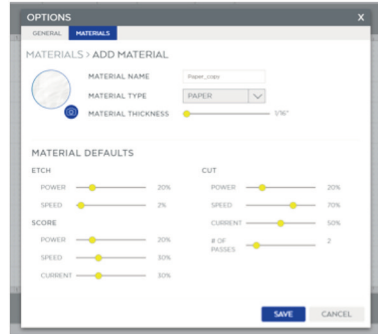 OPTIONS X
GENERAL MATERIALS
MATERIALS > ADD MATERIAL
MATERIAL NAME Paper_copy
MATERIAL TYPE PAPER
MATERIAL THICKNESS 1/16"
MATERIAL DEFAULTS
ETCH
POWER 20%
SPEED 2%
SCORE
POWER 20%
SPEED 30%
CURRENT 30%
CUT
POWER 20%
SPEED 70%
CURRENT 50%
# OF 2
PASSES
SAVE CANCEL